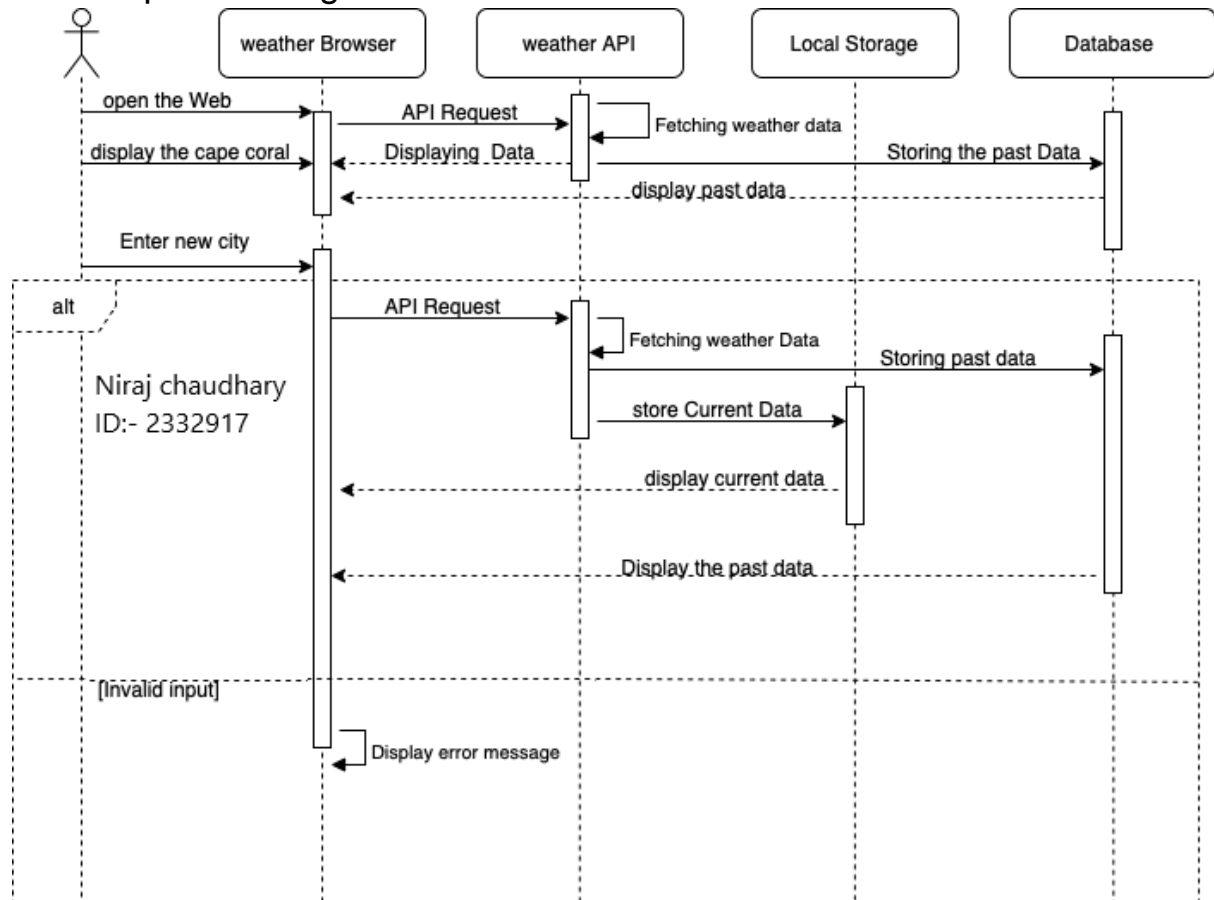 weather Browser
weather API
Local Storage
Database
open the Web
API Request
Fetching weather data
display the cape coral
Displaying Data
Storing the past Data
display past data
Enter new city
alt
API Request
Fetching weather Data
Storing past data
Niraj chaudhary
ID:- 2332917
store Current Data
display current data
Display the past data
[Invalid input]
Display error message